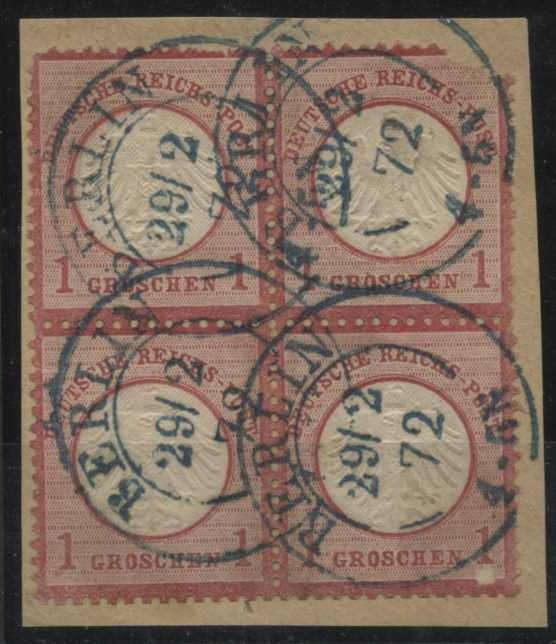 DEUTSCHE REICHS-POST
1 GROSCHEN 1
DEUTSCHE REICHS-POST
1 GROSCHEN 1
DEUTSCHE REICHS-POST
1 GROSCHEN 1
DEUTSCHE REICHS-POST
1 GROSCHEN 1
BERLIN
29/2
72
BERLIN
29/2
72
BERLIN
29/2
72
BERLIN
29/2
72